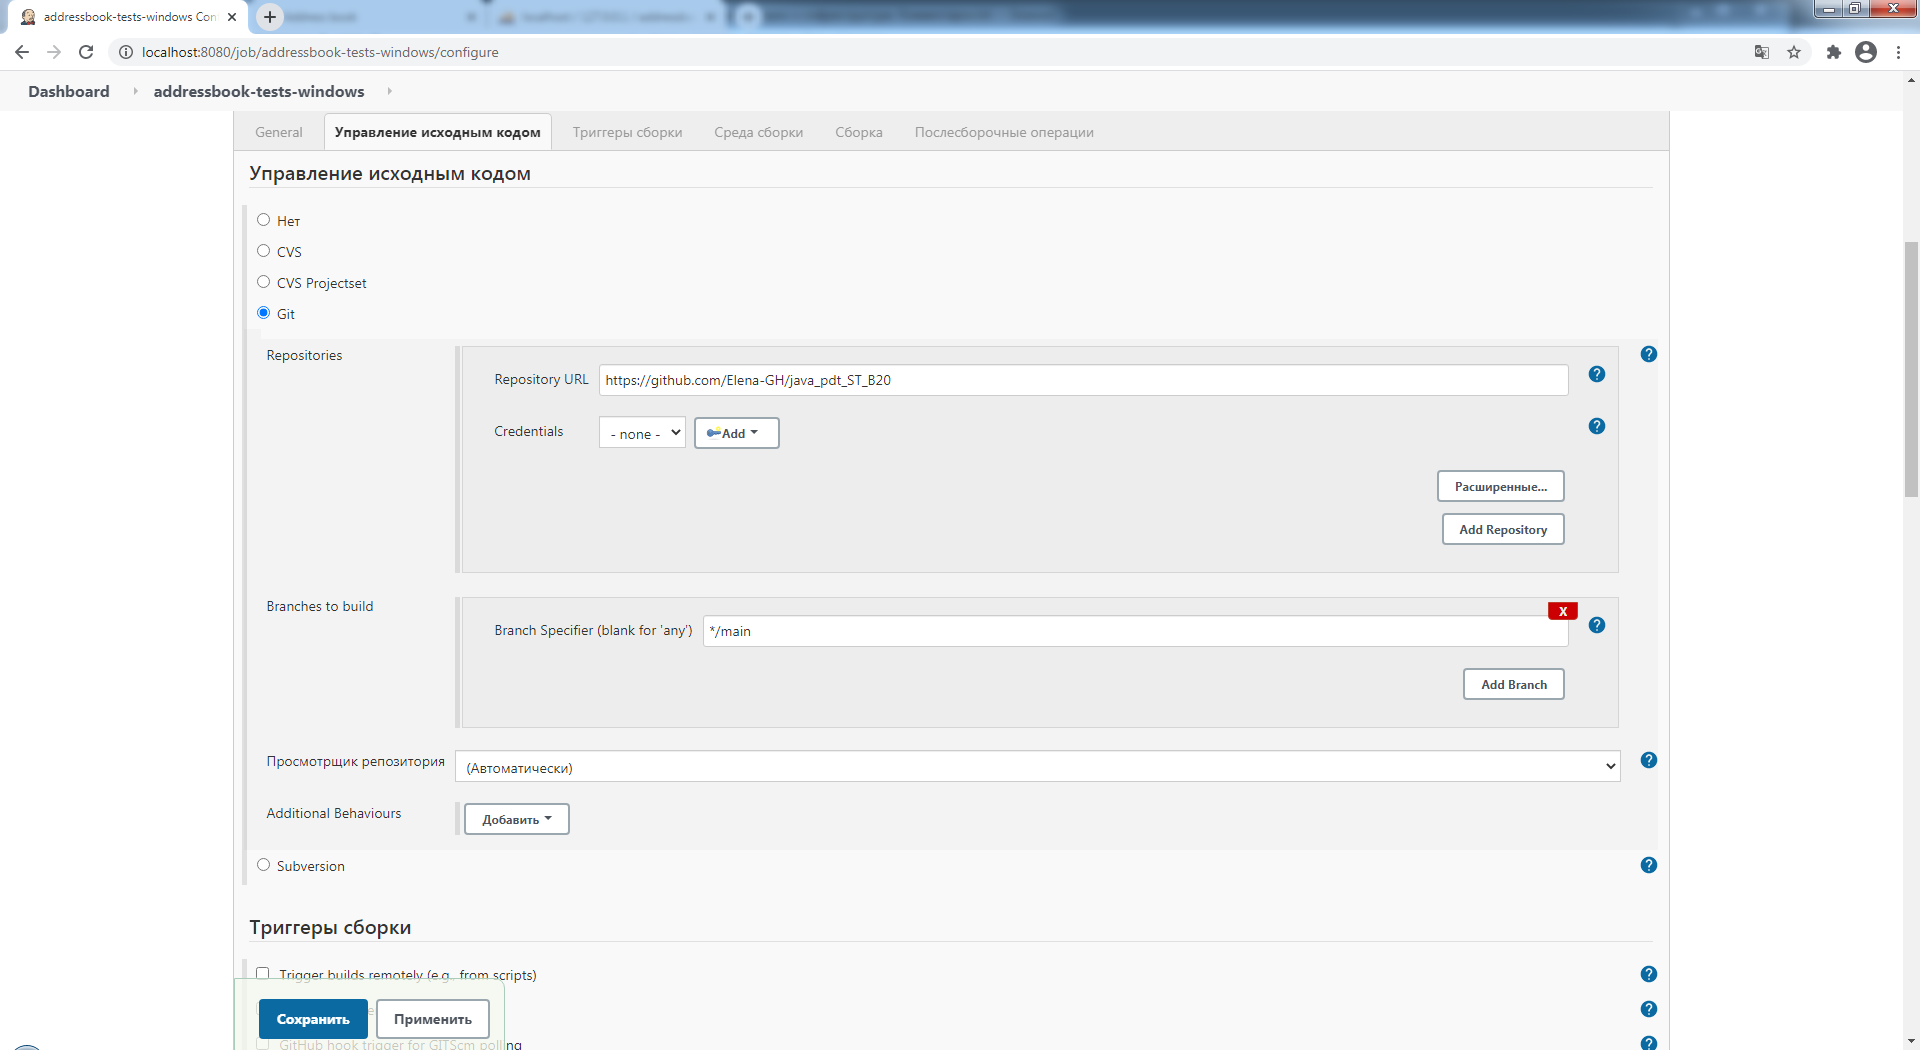 addressbook-tests-windows Con
localhost:8080/job/addressbook-tests-windows/configure
Dashboard
addressbook-tests-windows
General
Управление исходным кодом
Триггеры сборки
Среда сборки
Сборка
Послесборочные операции
Управление исходным кодом
Нет
CVS
CVS Projectset
Git
Repositories
Repository URL
https://github.com/Elena-GH/java_pdt_ST_B20
Credentials
- none -
Add
Расширенные...
Add Repository
Branches to build
X
Branch Specifier (blank for 'any')
*/main
Add Branch
Просмотрщик репозитория
(Автоматически)
Additional Behaviours
Добавить
Subversion
Триггеры сборки
Trigger builds remotely (e.g., from scripts)
Сохранить
Применить
GitHub hook trigger for GITScm polling